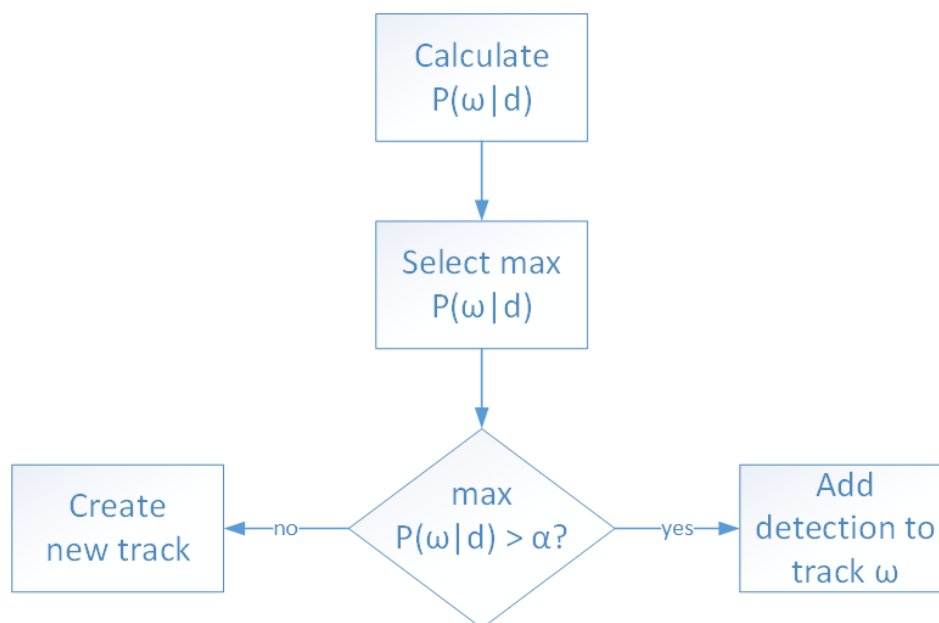 Calculate
P(ω|d)
Select max
P(ω|d)
max
P(ω|d) > α?
no
yes
Create
new track
Add
detection to
track ω